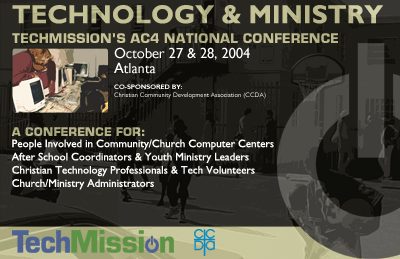 TECHNOLOGY & MINISTRY
TECHMISSION'S AC4 NATIONAL CONFERENCE
October 27 & 28, 2004
Atlanta
CO-SPONSORED BY:
Christian Community Development Association (CCDA)
A CONFERENCE FOR:
People Involved in Community/Church Computer Centers
After School Coordinators & Youth Ministry Leaders
Christian Technology Professionals & Tech Volunteers
Church/Ministry Administrators
TechMission
CCDA